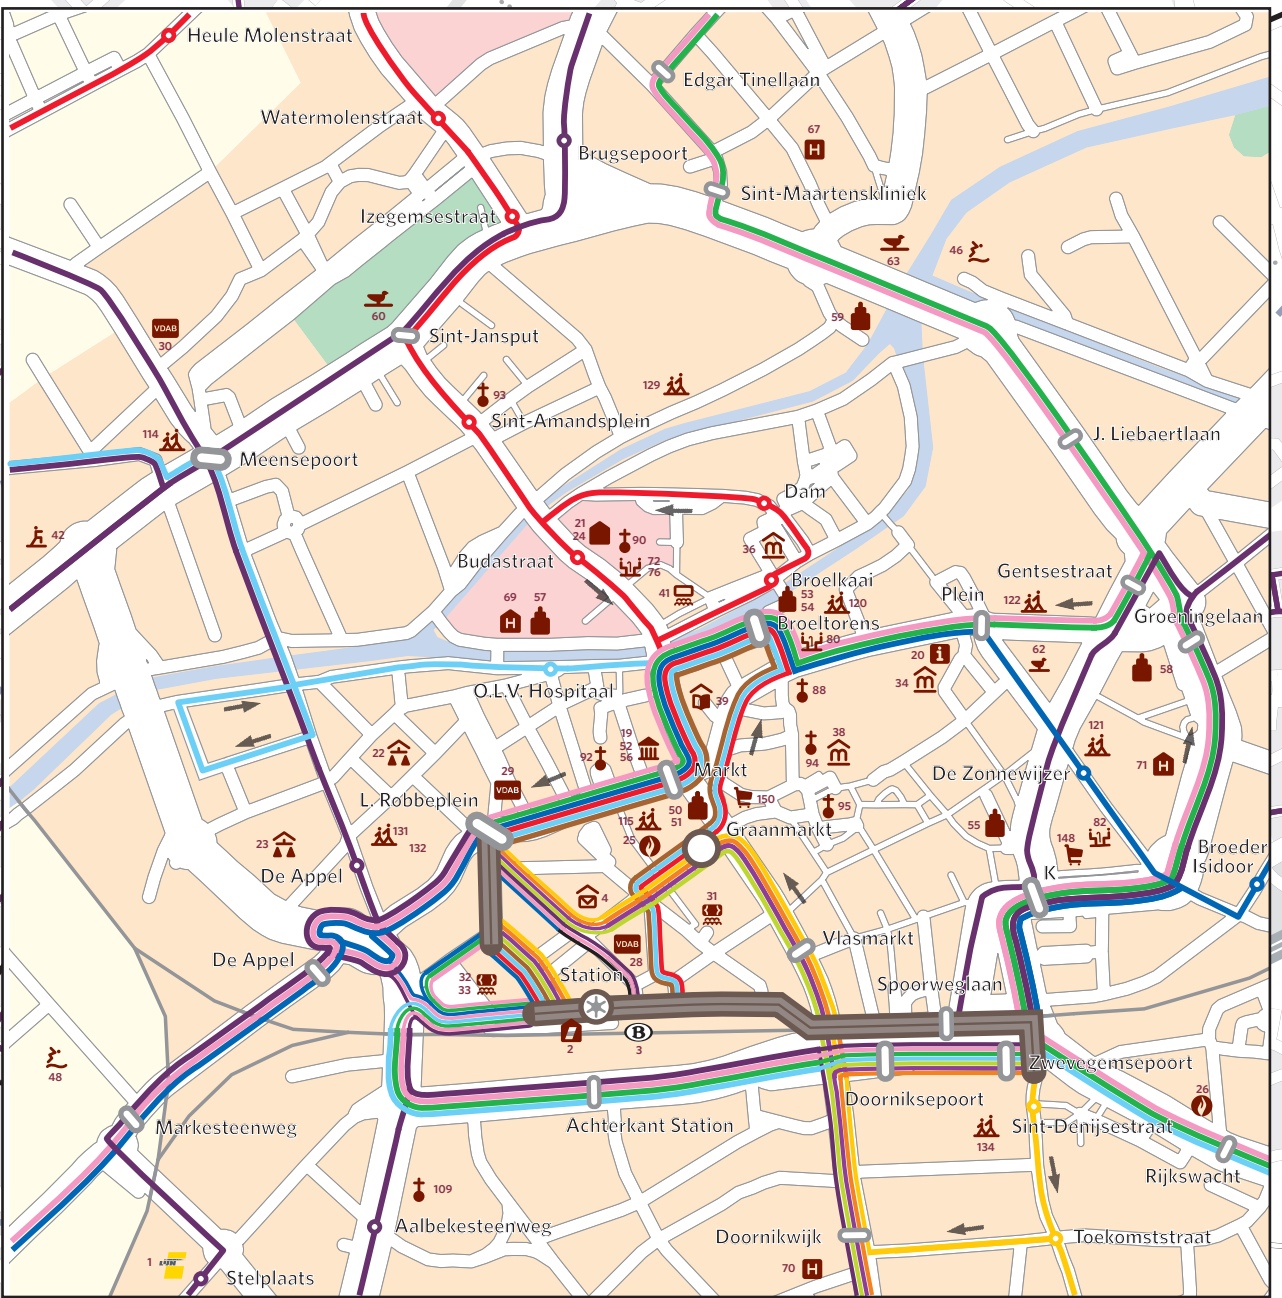 Heule Molenstraat
Edgar Tinellaan
Watermolenstraat
67
H
Brugsepoort
Sint-Maartenskliniek
Izegemsestraat
63
46
60
59
VDAB
30
Sint-Jansput
129
93
Sint-Amandsplein
114
J. Liebaertlaan
Meensepoort
Dam
42
21
24
90
36
Budastraat
72
76
Gentsestraat
Broelkaai
41
53
54
120
Plein
122
69
57
H
Broeltorens
80
Groeningelaan
20
62
58
34
O.L.V. Hospitaal
39
88
19
52
56
92
38
94
121
22
71
H
Markt
De Zonnewijzer
29
VDAB
150
L. Robbeplein
50
51
95
115
25
Graanmarkt
55
82
148
131
132
23
De Appel
Broeder
Isidoor
K
4
31
Vlasmarkt
VDAB
28
De Appel
Station
32
33
Spoorweglaan
B
2
3
48
Zwevegemsepoort
26
Doorniksepoort
Markesteenweg
Achterkant Station
Sint-Denijsestraat
134
Rijkswacht
109
Aalbekesteenweg
Doornikwijk
Toekomststraat
70
H
1
Stelplaats